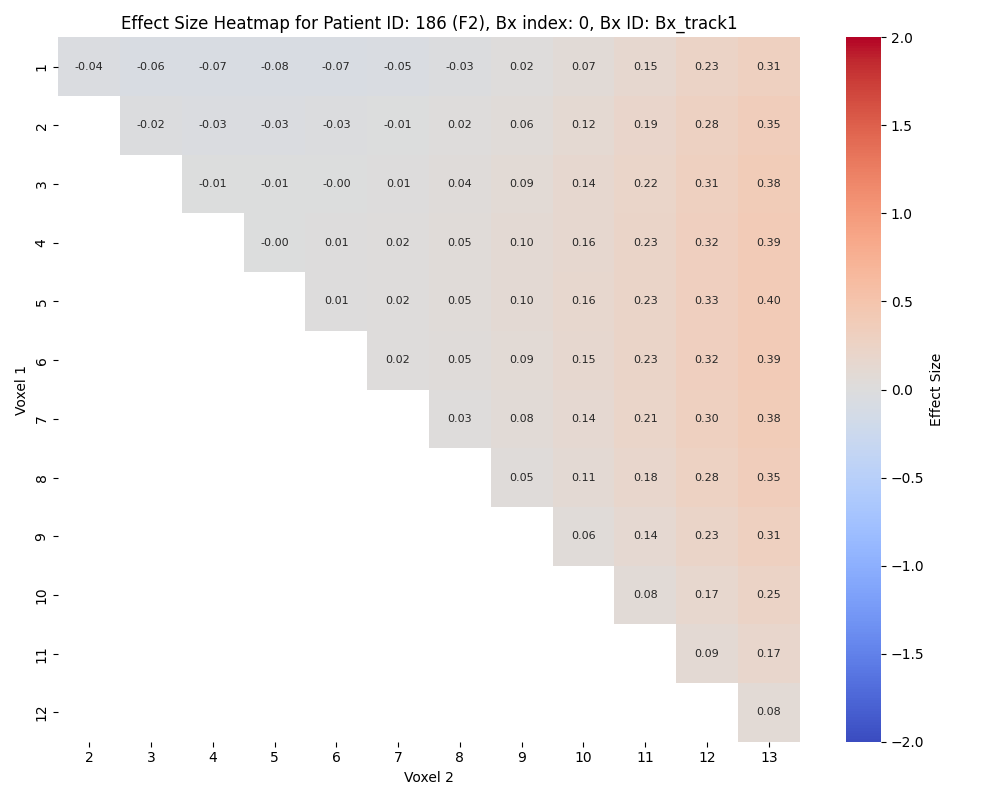 Effect Size Heatmap for Patient ID: 186 (F2), Bx index: 0, Bx ID: Bx_track1
1 -0.04 -0.06 -0.07 -0.08 -0.07 -0.05 -0.03 0.02 0.07 0.15 0.23 0.31
2 -0.02 -0.03 -0.03 -0.03 -0.01 0.02 0.06 0.12 0.19 0.28 0.35
3 -0.01 -0.01 -0.00 0.01 0.04 0.09 0.14 0.22 0.31 0.38
4 -0.00 0.01 0.02 0.05 0.10 0.16 0.23 0.32 0.39
5 0.01 0.02 0.05 0.10 0.16 0.23 0.33 0.40
6 0.02 0.05 0.09 0.15 0.23 0.32 0.39
7 0.03 0.08 0.14 0.21 0.30 0.38
8 0.05 0.11 0.18 0.28 0.35
9 0.06 0.14 0.23 0.31
10 0.08 0.17 0.25
11 0.09 0.17
12 0.08
2 3 4 5 6 7 8 9 10 11 12 13
Voxel 2
Voxel 1
2.0
1.5
1.0
0.5
0.0
−0.5
−1.0
−1.5
−2.0
Effect Size